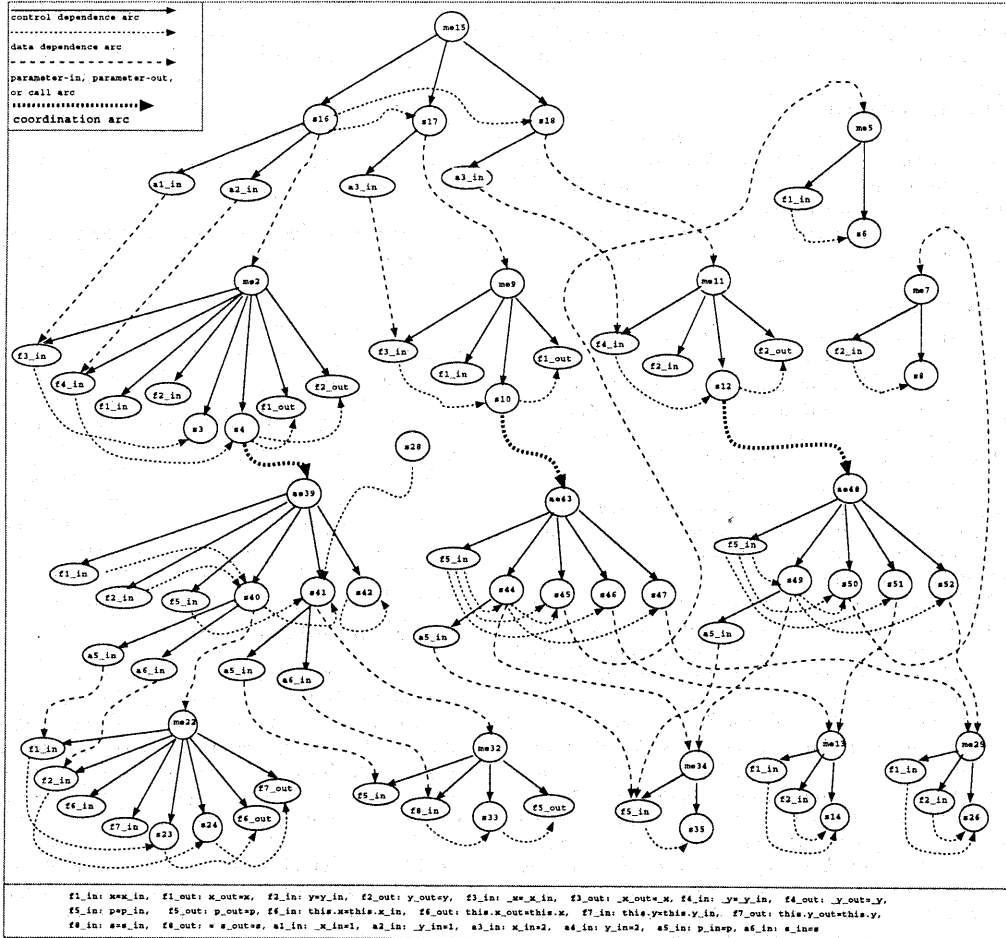 control dependence arc
data dependence arc
parameter-in, parameter-out,
or call arc
coordination arc
me15
s16
s17
s18
me5
a1_in
a2_in
a3_in
a3_in
f1_in
s6
me2
me9
me11
me7
f3_in
f4_in
f1_in
f2_in
s3
s4
f1_out
f2_out
f3_in
f1_in
s10
f1_out
f4_in
f2_in
s12
f2_out
f2_in
s8
s28
ae39
ae43
ae48
f1_in
f2_in
f5_in
s40
s41
s42
f5_in
s44
s45
s46
s47
f5_in
s49
s50
s51
s52
a5_in
a6_in
a5_in
a6_in
a5_in
a5_in
me22
me32
me34
me13
me25
f1_in
f2_in
f6_in
f7_in
s23
s24
f6_out
f7_out
f5_in
f8_in
s33
f5_out
f5_in
s35
f1_in
f2_in
s14
f1_in
f2_in
s26
f1_in: x=x_in, f1_out: x_out=x, f2_in: y=y_in, f2_out: y_out=y, f3_in: _x=_x_in, f3_out: _x_out=_x, f4_in: _y=_y_in, f4_out: _y_out=_y,
f5_in: p=p_in, f5_out: p_out=p, f6_in: this.x=this.x_in, f6_out: this.x_out=this.x, f7_in: this.y=this.y_in, f7_out: this.y_out=this.y,
f8_in: s=s_in, f8_out: = s_out=s, a1_in: _x_in=1, a2_in: _y_in=1, a3_in: x_in=2, a4_in: y_in=2, a5_in: p_in=p, a6_in: s_in=s